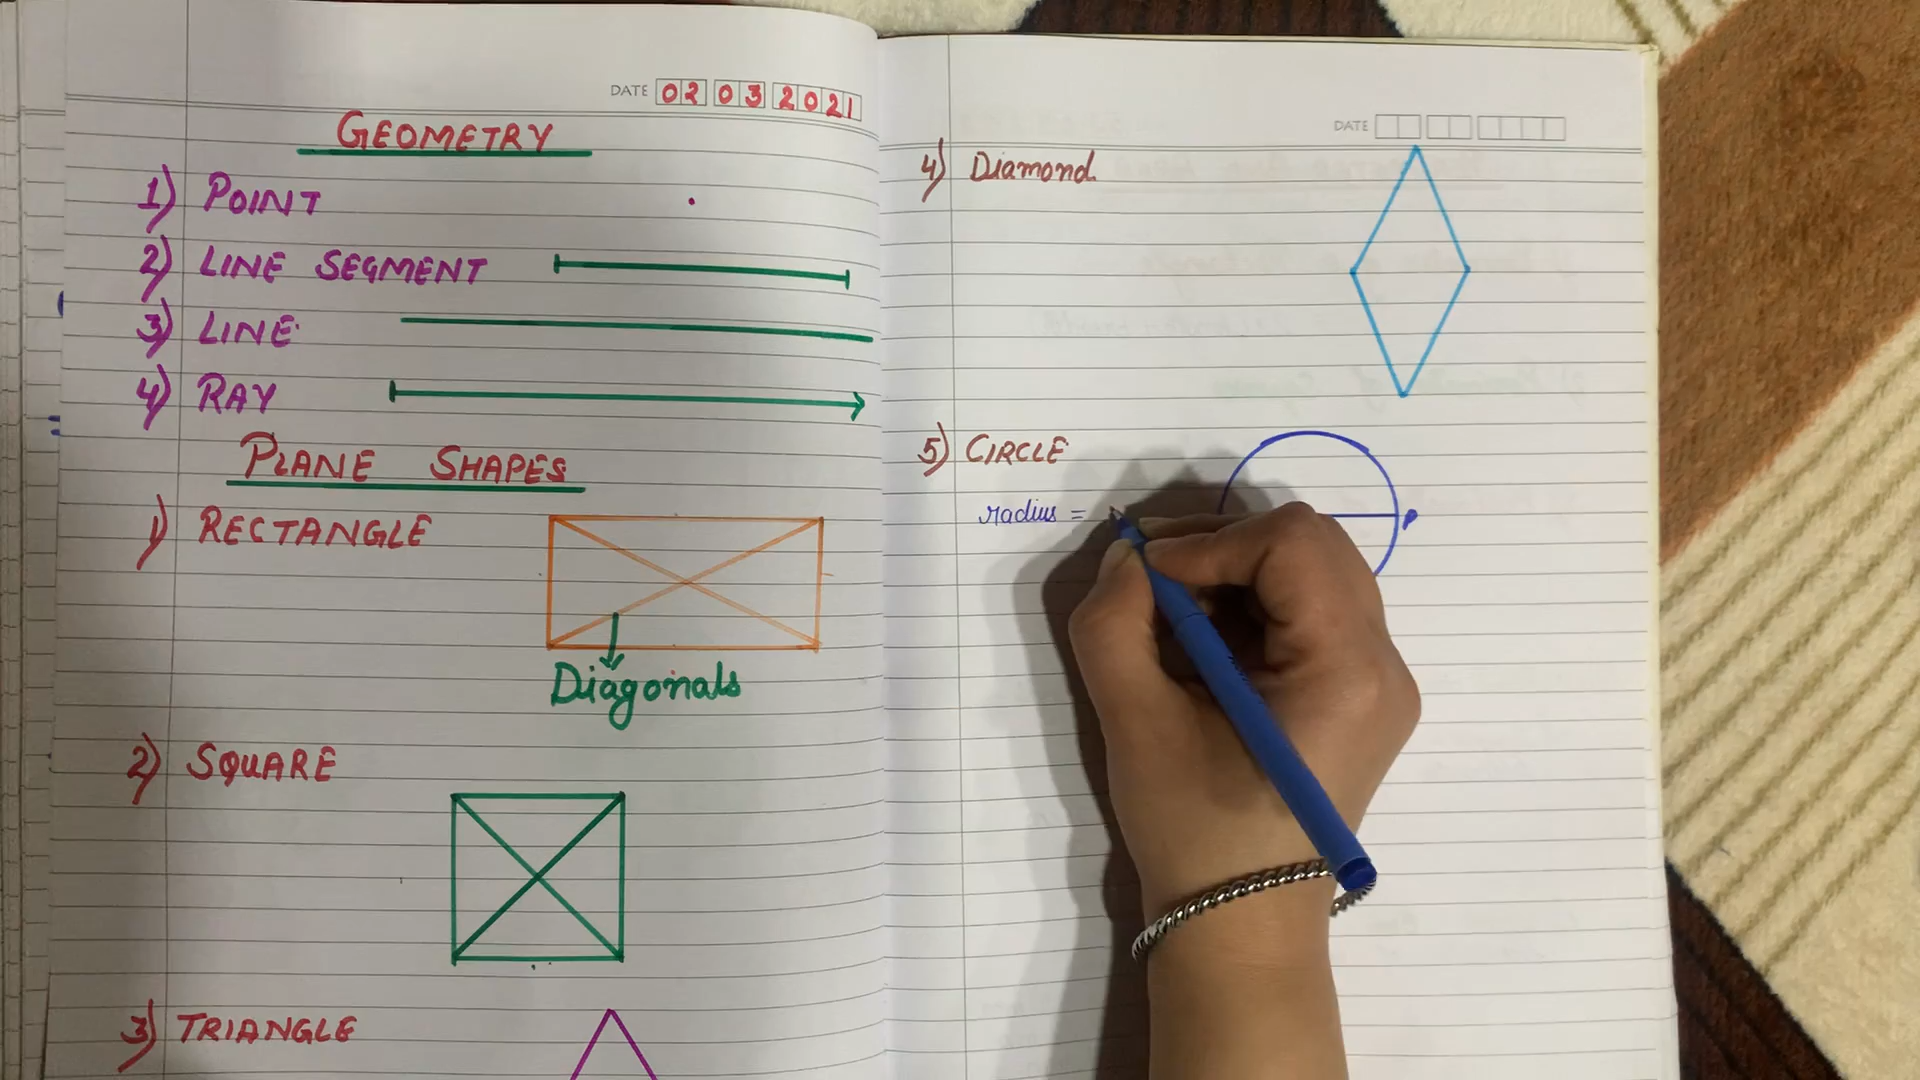 DATE 02 03 2021
GEOMETRY
1) POINT
2) LINE SEGMENT
3) LINE
4) RAY
PLANE SHAPES
1) RECTANGLE
Diagonals
2) SQUARE
3) TRIANGLE
DATE
4) Diamond
5) CIRCLE
radius =
P